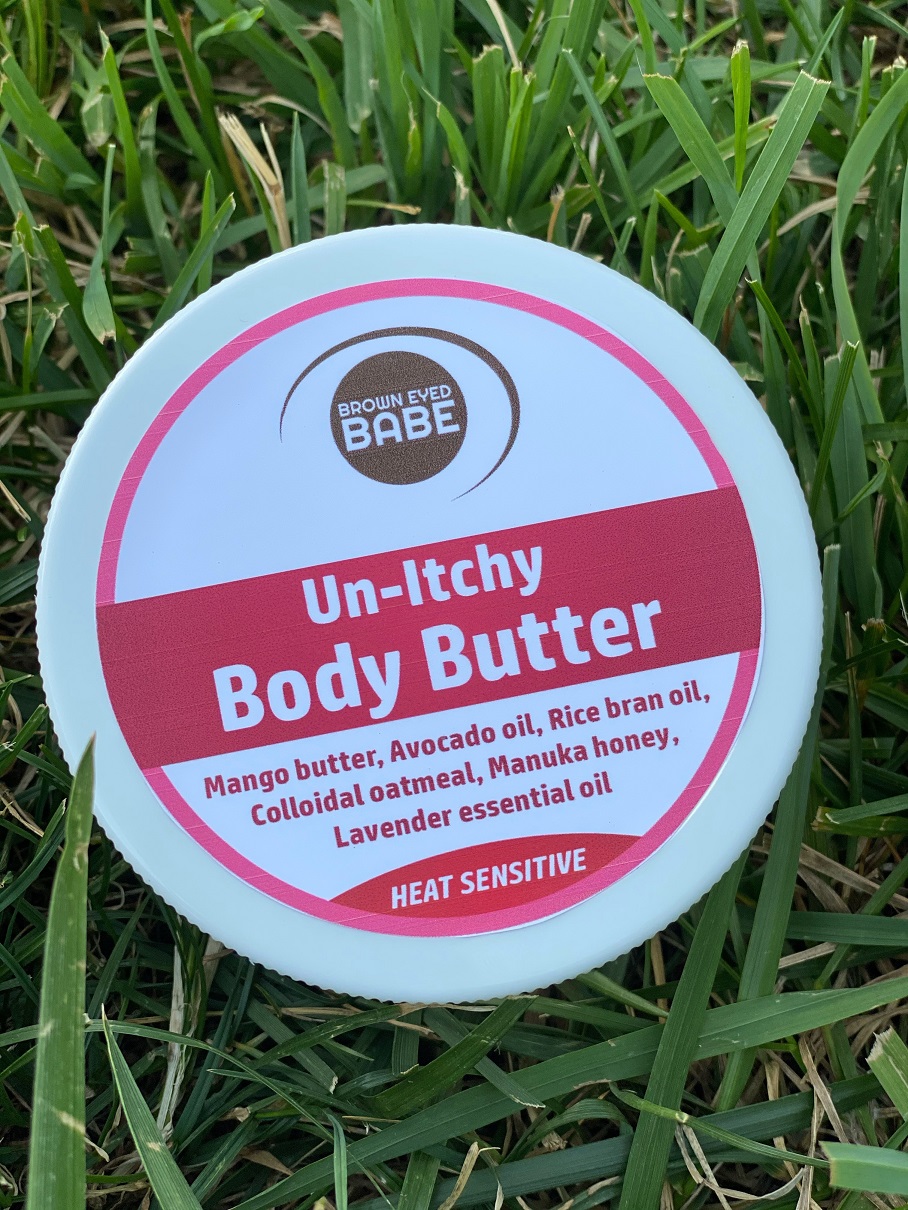 BROWN EYED
BABE
Un-Itchy
Body Butter
Mango butter, Avocado oil, Rice bran oil,
Colloidal oatmeal, Manuka honey,
Lavender essential oil
HEAT SENSITIVE